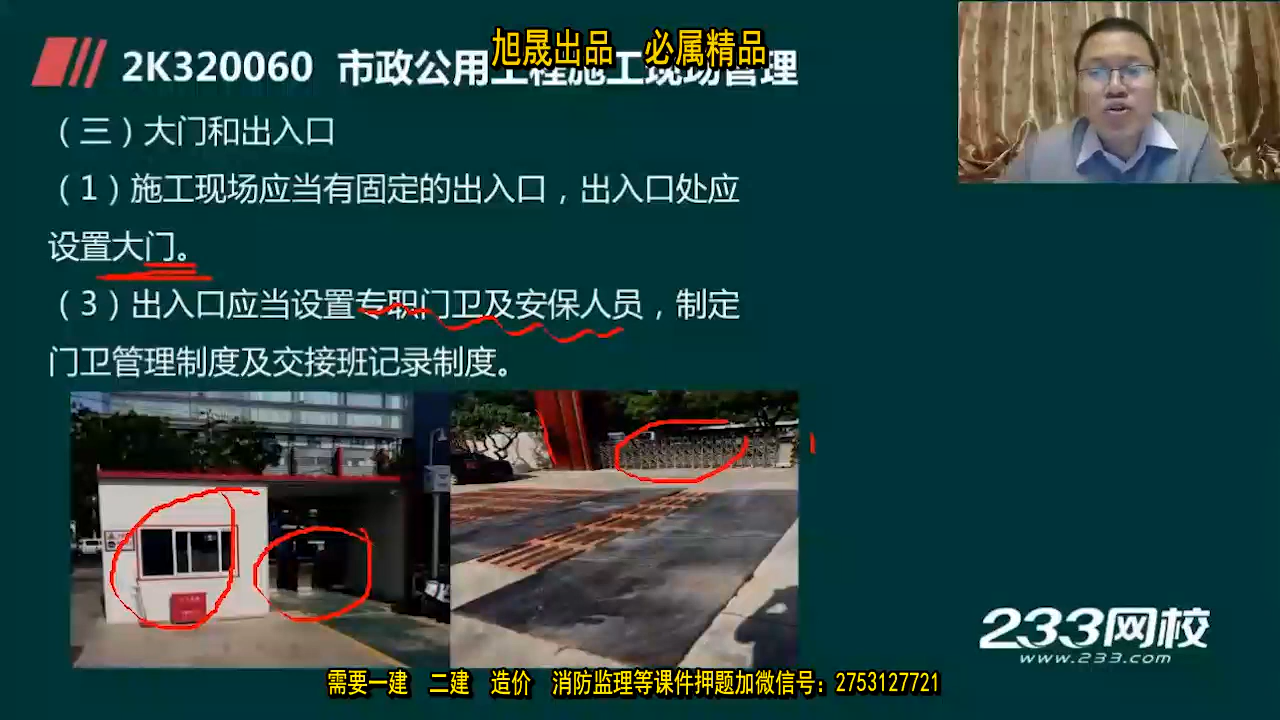 旭晟出品 必属精品
2K320060 市政公用工程施工现场管理
（三）大门和出入口
（1）施工现场应当有固定的出入口，出入口处应
设置大门。
（3）出入口应当设置专职门卫及安保人员，制定
门卫管理制度及交接班记录制度。
233网校
www.233.com
需要一建 二建 造价 消防监理等课件押题加微信号：2753127721